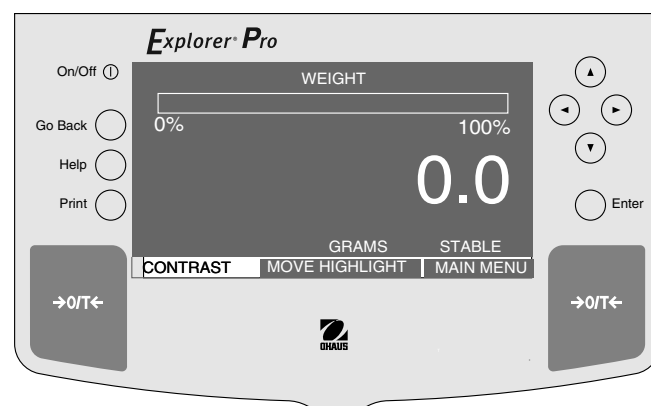 Explorer® Pro
On/Off
WEIGHT
Go Back
0% 100%
Help
0.0
Print
Enter
GRAMS STABLE
CONTRAST MOVE HIGHLIGHT MAIN MENU
→0/T← →0/T←
OHAUS